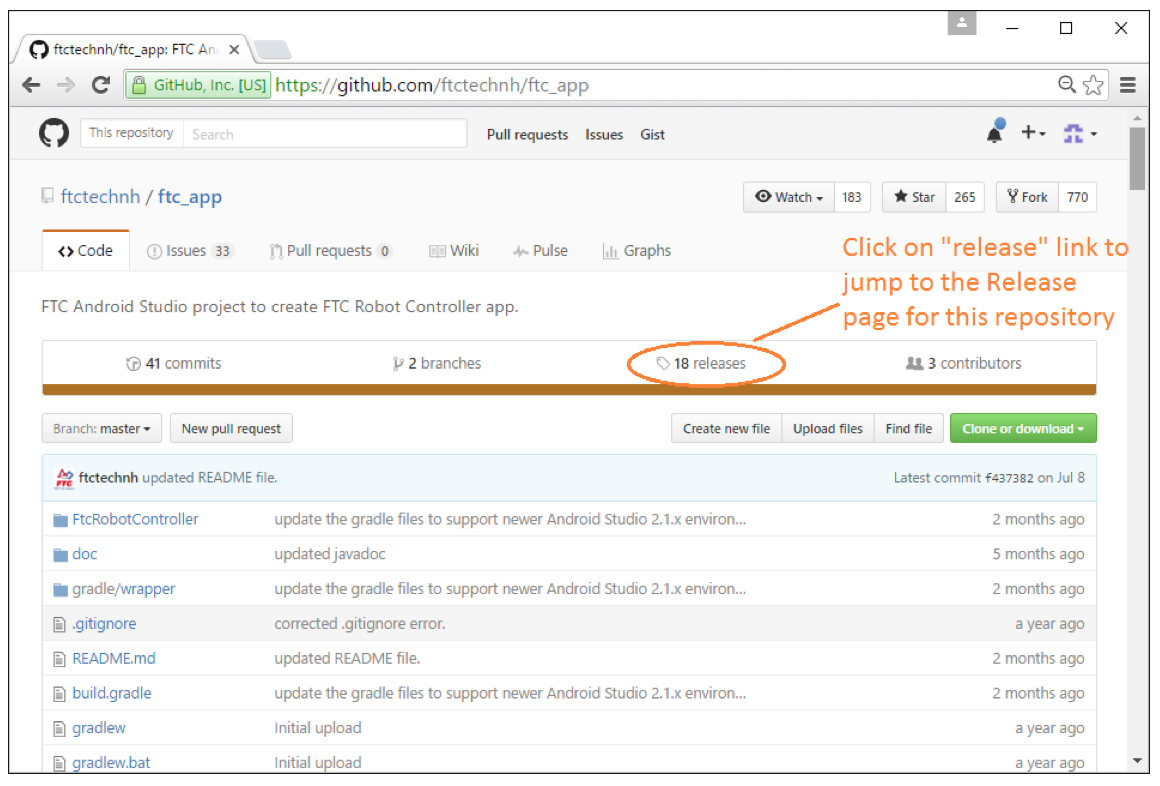 ftctechnh/ftc_app: FTC An
GitHub, Inc. [US] https://github.com/ftctechnh/ftc_app
This repository Search Pull requests Issues Gist
ftctechnh / ftc_app
Watch 183 Star 265 Fork 770
Code Issues 33 Pull requests 0 Wiki Pulse Graphs
Click on "release" link to
jump to the Release
page for this repository
FTC Android Studio project to create FTC Robot Controller app.
41 commits 2 branches 18 releases 3 contributors
Branch: master New pull request Create new file Upload files Find file Clone or download
FTC ftctechnh updated README file. Latest commit f437382 on Jul 8
FtcRobotController update the gradle files to support newer Android Studio 2.1.x environ... 2 months ago
doc updated javadoc 5 months ago
gradle/wrapper update the gradle files to support newer Android Studio 2.1.x environ... 2 months ago
.gitignore corrected .gitignore error. a year ago
README.md updated README file. 2 months ago
build.gradle update the gradle files to support newer Android Studio 2.1.x environ... 2 months ago
gradlew Initial upload a year ago
gradlew.bat Initial upload a year ago